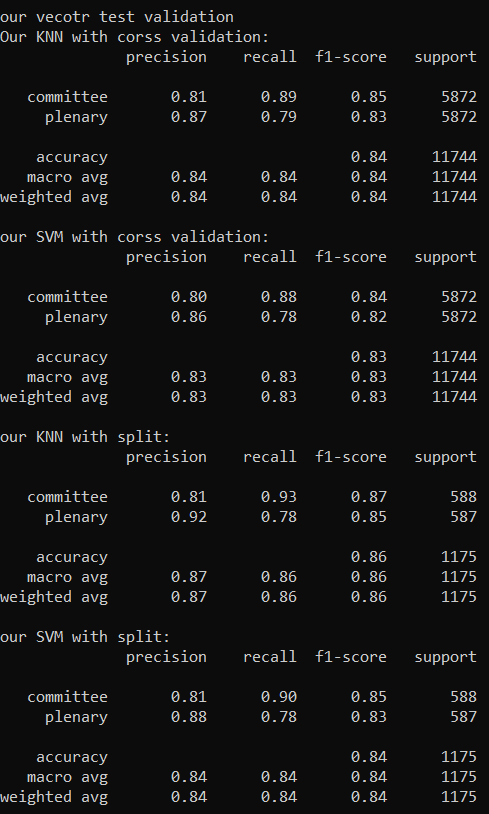 our vecotr test validation
Our KNN with corss validation:
precision recall f1-score support
committee 0.81 0.89 0.85 5872
plenary 0.87 0.79 0.83 5872
accuracy 0.84 11744
macro avg 0.84 0.84 0.84 11744
weighted avg 0.84 0.84 0.84 11744
our SVM with corss validation:
precision recall f1-score support
committee 0.80 0.88 0.84 5872
plenary 0.86 0.78 0.82 5872
accuracy 0.83 11744
macro avg 0.83 0.83 0.83 11744
weighted avg 0.83 0.83 0.83 11744
our KNN with split:
precision recall f1-score support
committee 0.81 0.93 0.87 588
plenary 0.92 0.78 0.85 587
accuracy 0.86 1175
macro avg 0.87 0.86 0.86 1175
weighted avg 0.87 0.86 0.86 1175
our SVM with split:
precision recall f1-score support
committee 0.81 0.90 0.85 588
plenary 0.88 0.78 0.83 587
accuracy 0.84 1175
macro avg 0.84 0.84 0.84 1175
weighted avg 0.84 0.84 0.84 1175